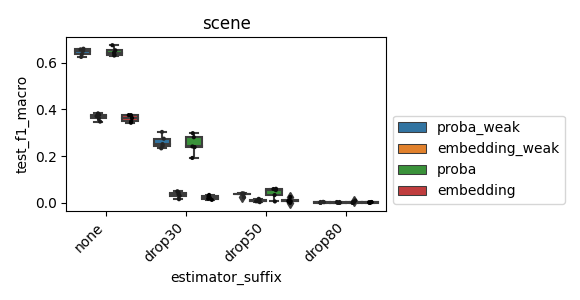 scene
test_f1_macro
0.6
0.4
0.2
0.0
none
drop30
drop50
drop80
estimator_suffix
proba_weak
embedding_weak
proba
embedding